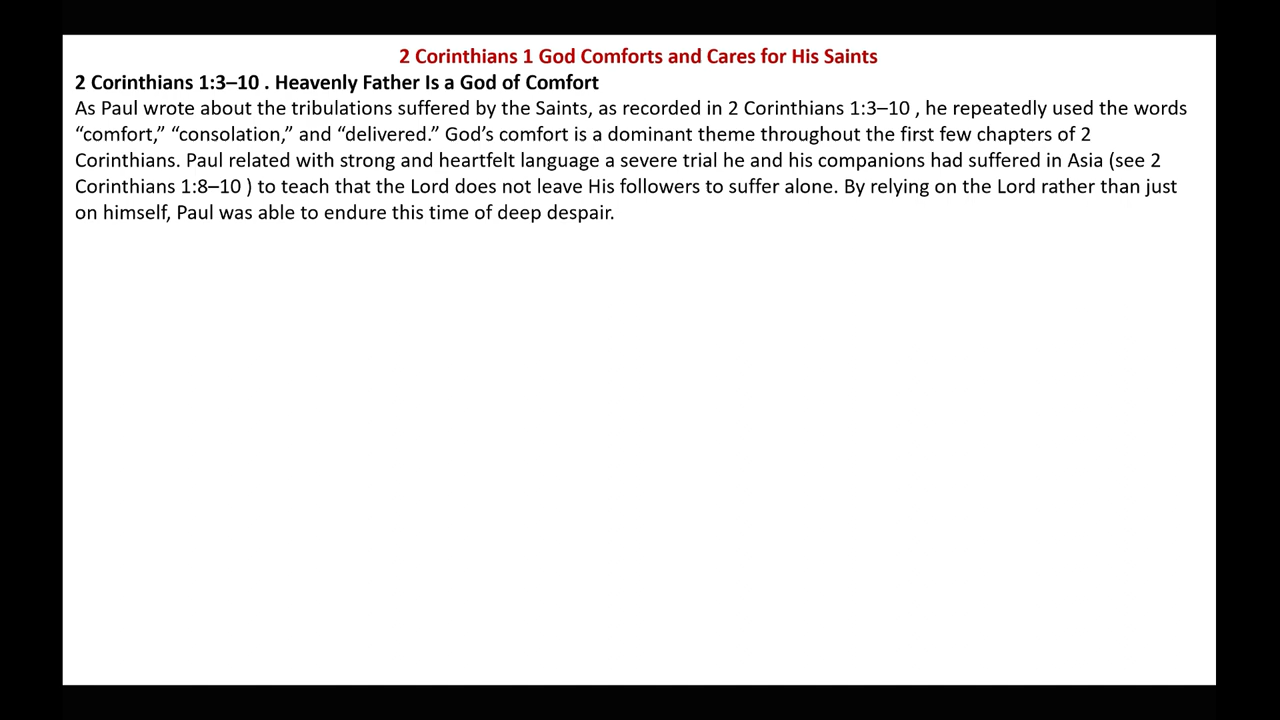 2 Corinthians 1 God Comforts and Cares for His Saints
2 Corinthians 1:3–10 . Heavenly Father Is a God of Comfort
As Paul wrote about the tribulations suffered by the Saints, as recorded in 2 Corinthians 1:3–10 , he repeatedly used the words
“comfort,” “consolation,” and “delivered.” God’s comfort is a dominant theme throughout the first few chapters of 2
Corinthians. Paul related with strong and heartfelt language a severe trial he and his companions had suffered in Asia (see 2
Corinthians 1:8–10 ) to teach that the Lord does not leave His followers to suffer alone. By relying on the Lord rather than just
on himself, Paul was able to endure this time of deep despair.